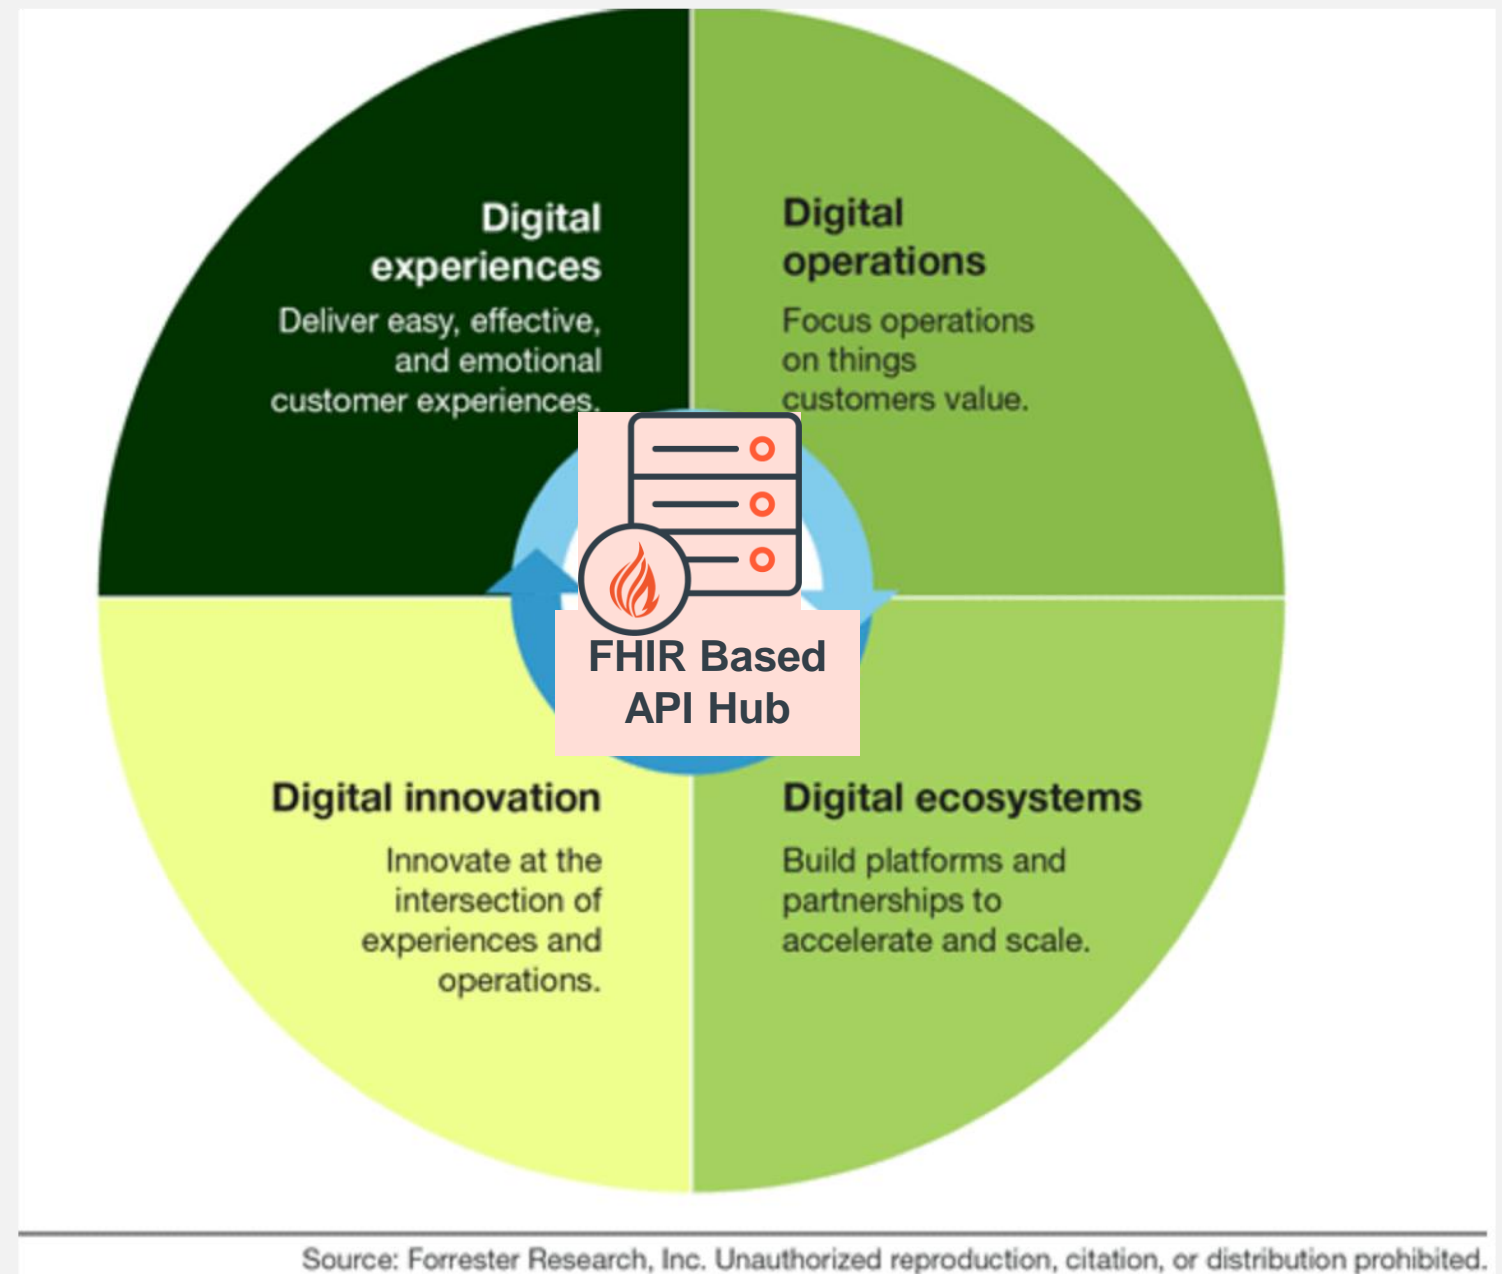 Digital
experiences
Deliver easy, effective,
and emotional
customer experiences.
Digital
operations
Focus operations
on things
customers value.
FHIR Based
API Hub
Digital innovation
Innovate at the
intersection of
experiences and
operations.
Digital ecosystems
Build platforms and
partnerships to
accelerate and scale.
Source: Forrester Research, Inc. Unauthorized reproduction, citation, or distribution prohibited.